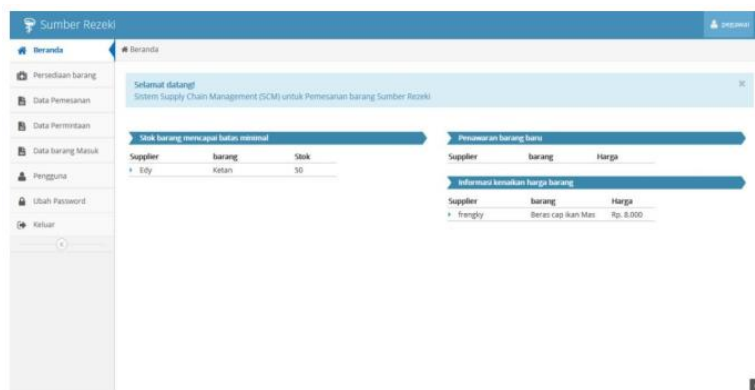 Sumber Rezeki
pegawai
Beranda
Persediaan barang
Data Pemesanan
Data Permintaan
Data barang Masuk
Pengguna
Ubah Password
Keluar
Beranda
Selamat datang!
Sistem Supply Chain Management (SCM) untuk Pemesanan barang Sumber Rezeki
Stok barang mencapai batas minimal
Supplier barang Stok
Edy Ketan 50
Penawaran barang baru
Supplier barang Harga
Informasi kenaikan harga barang
Supplier barang Harga
frengky Beras cap ikan Mas Rp. 8.000